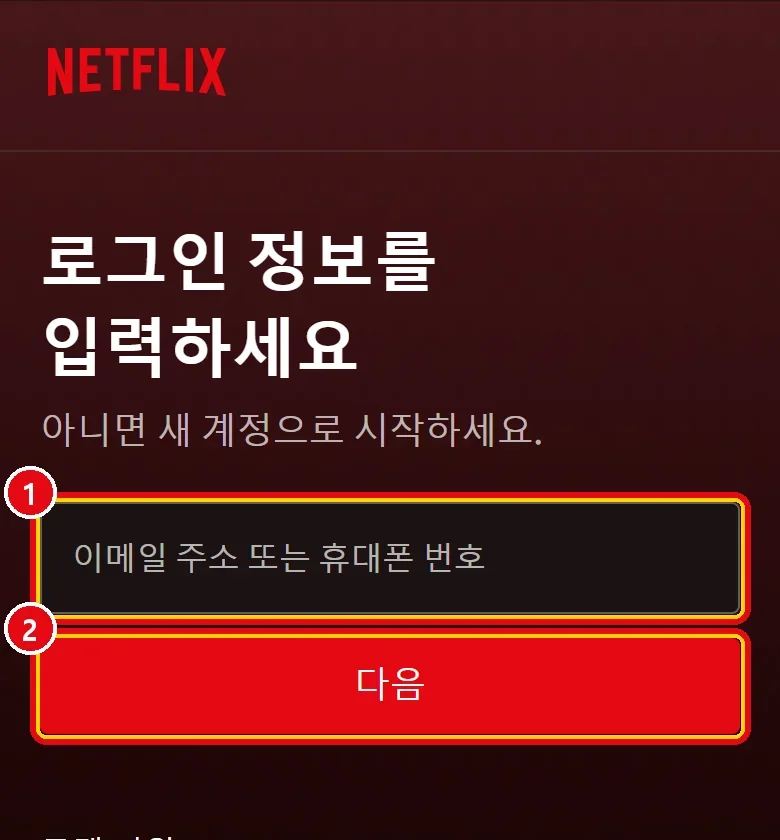 NETFLIX
로그인 정보를
입력하세요
아니면 새 계정으로 시작하세요.
1
이메일 주소 또는 휴대폰 번호
2
다음